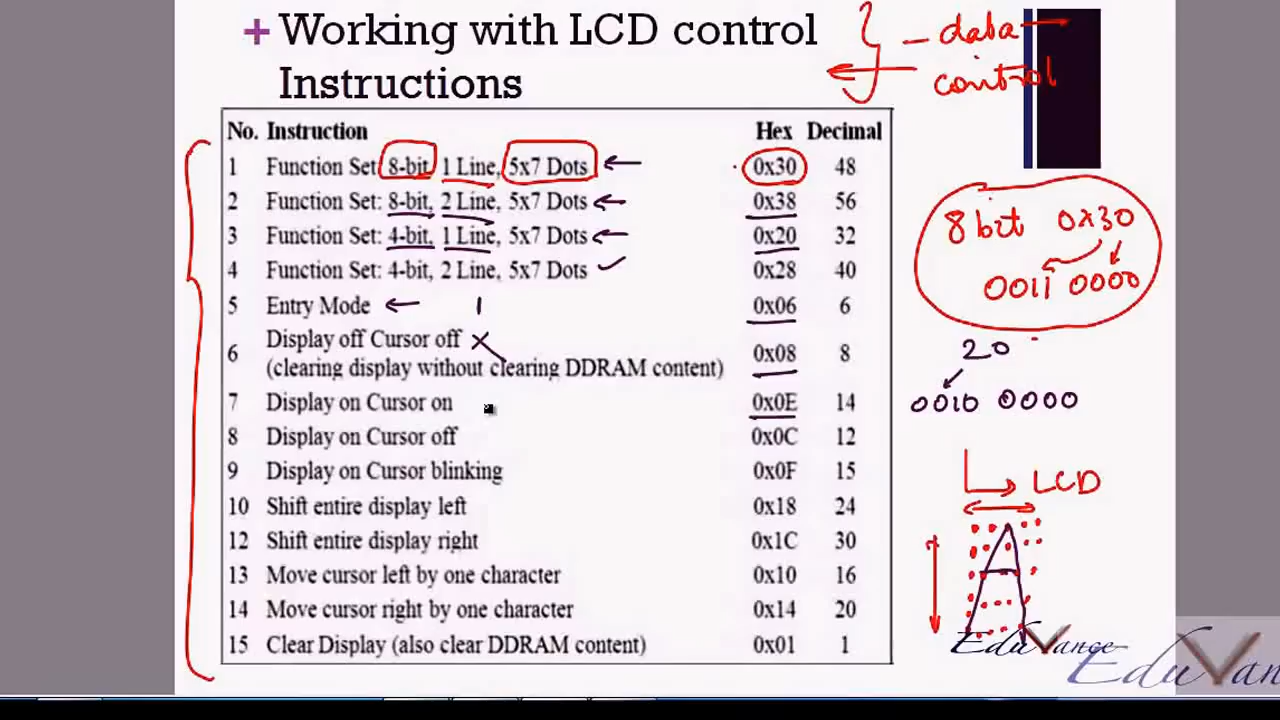 + Working with LCD control
Instructions
data
control
No. Instruction Hex Decimal
1 Function Set: 8-bit, 1 Line, 5x7 Dots 0x30 48
2 Function Set: 8-bit, 2 Line, 5x7 Dots 0x38 56
3 Function Set: 4-bit, 1 Line, 5x7 Dots 0x20 32
4 Function Set: 4-bit, 2 Line, 5x7 Dots 0x28 40
5 Entry Mode 0x06 6
6 Display off Cursor off
(clearing display without clearing DDRAM content) 0x08 8
7 Display on Cursor on 0x0E 14
8 Display on Cursor off 0x0C 12
9 Display on Cursor blinking 0x0F 15
10 Shift entire display left 0x18 24
12 Shift entire display right 0x1C 30
13 Move cursor left by one character 0x10 16
14 Move cursor right by one character 0x14 20
15 Clear Display (also clear DDRAM content) 0x01 1
8 bit 0x30
0011 0000
20
0010 0000
LCD
A
EduVance
EduVan